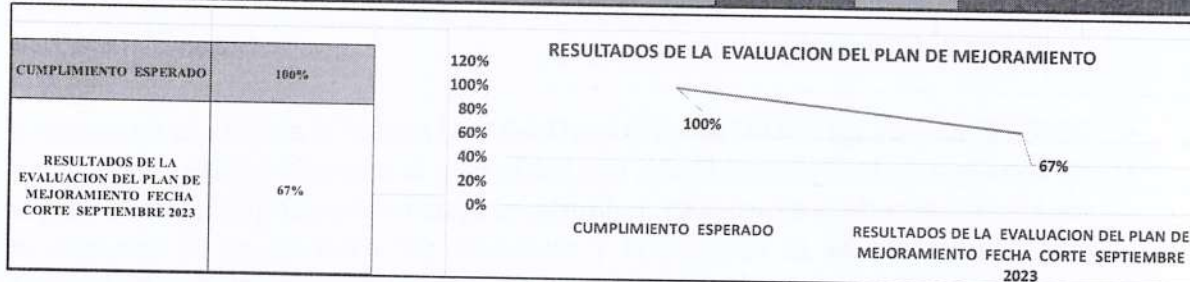 CUMPLIMIENTO ESPERADO
100%
RESULTADOS DE LA
EVALUACION DEL PLAN DE
MEJORAMIENTO FECHA
CORTE SEPTIEMBRE 2023
67%
RESULTADOS DE LA EVALUACION DEL PLAN DE MEJORAMIENTO
120%
100%
80%
60%
40%
20%
0%
100%
67%
CUMPLIMIENTO ESPERADO
RESULTADOS DE LA EVALUACION DEL PLAN DE
MEJORAMIENTO FECHA CORTE SEPTIEMBRE
2023